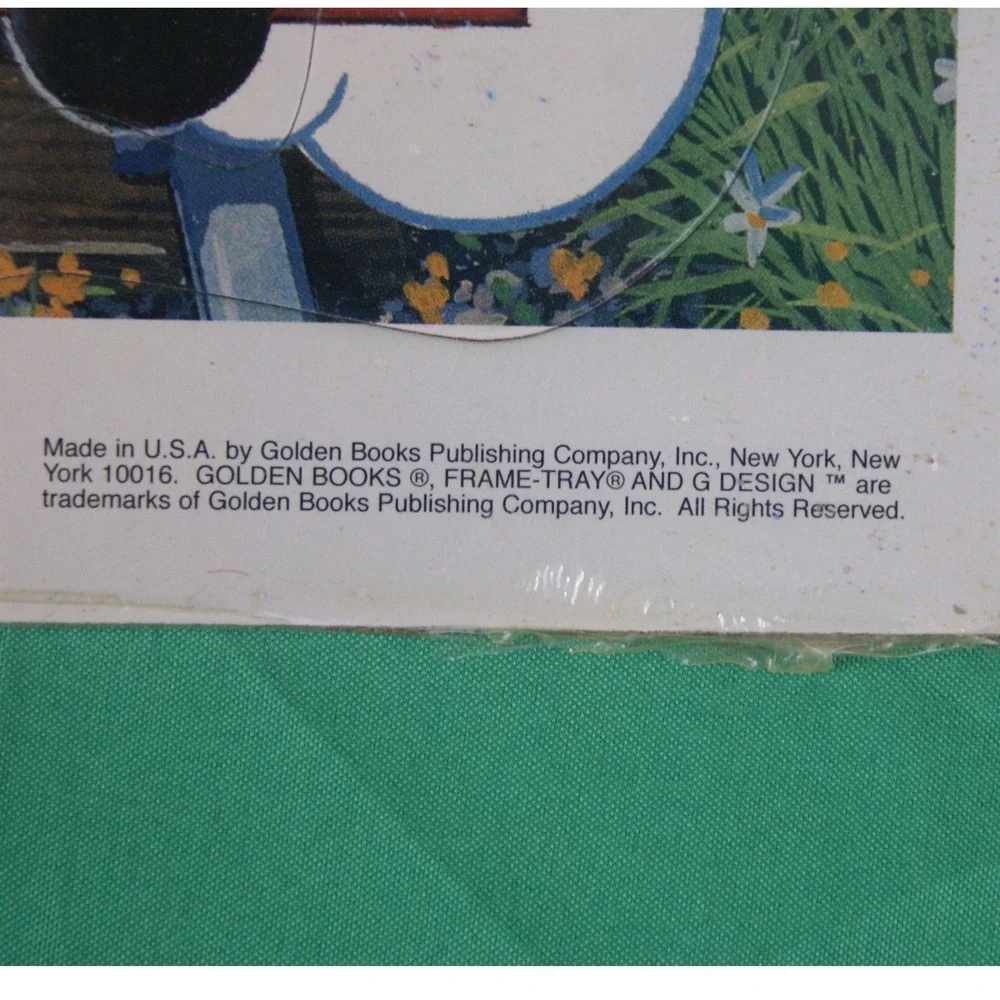 Made in U.S.A. by Golden Books Publishing Company, Inc., New York, New
York 10016. GOLDEN BOOKS ®, FRAME-TRAY® AND G DESIGN ™ are
trademarks of Golden Books Publishing Company, Inc. All Rights Reserved.